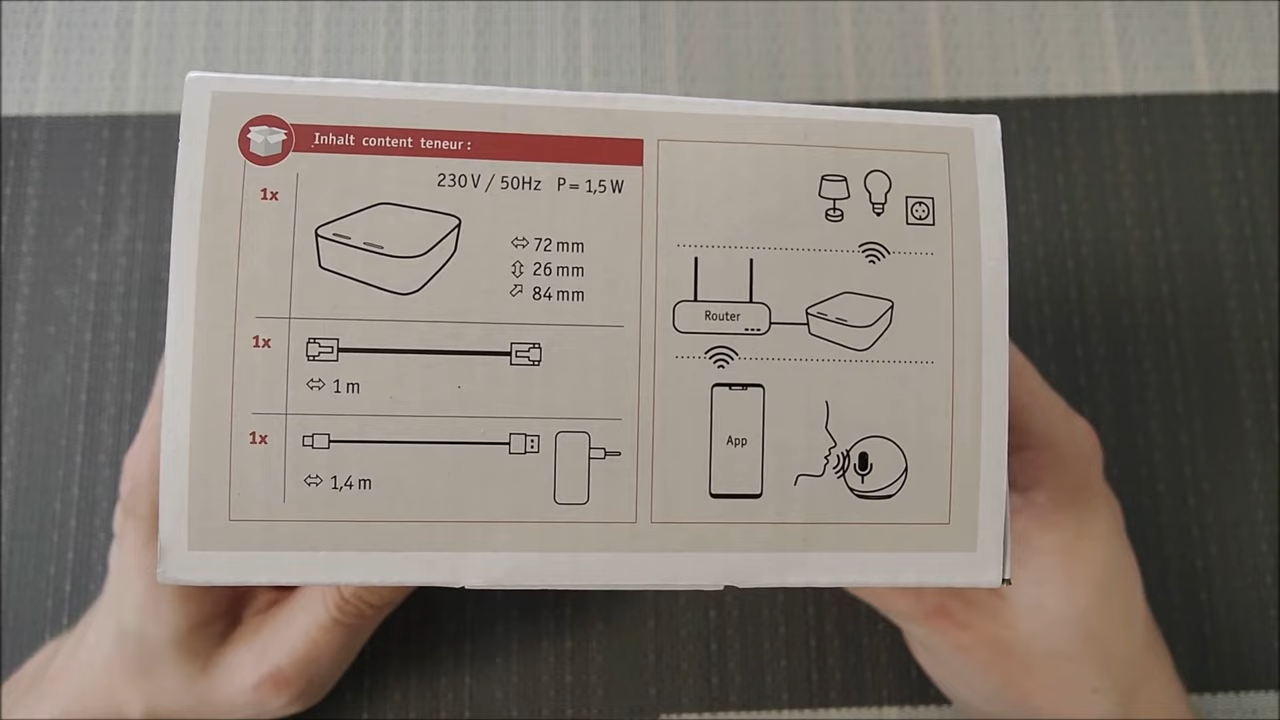 Inhalt content teneur :
1x
230 V / 50Hz P = 1,5 W
72 mm
26 mm
84 mm
1x
1 m
1x
1,4 m
Router
App